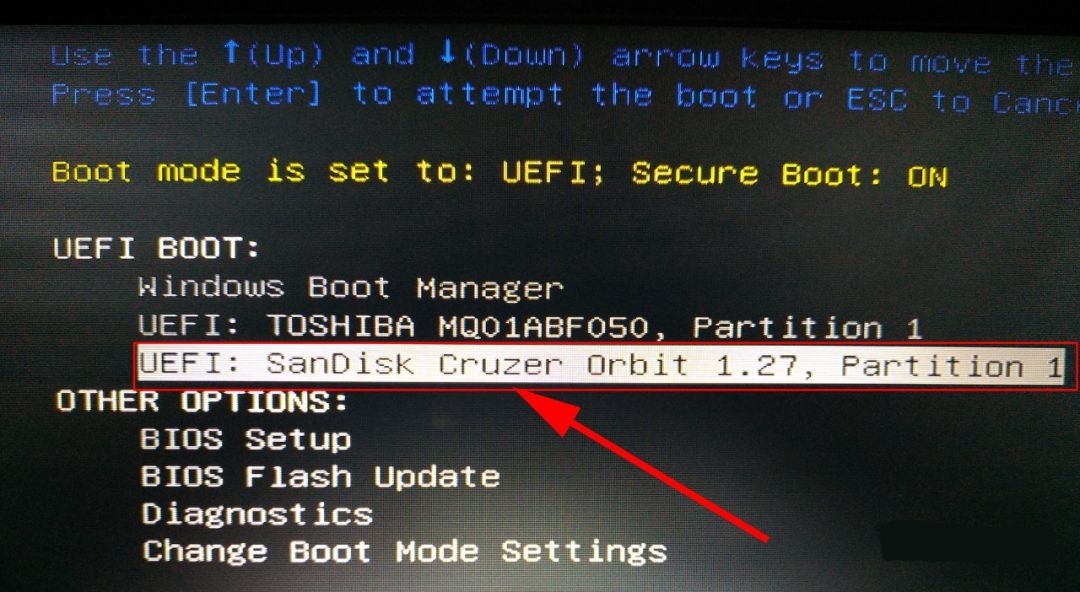 Use the ↑(Up) and ↓(Down) arrow keys to move the
Press [Enter] to attempt the boot or ESC to Canc
Boot mode is set to: UEFI; Secure Boot: ON
UEFI BOOT:
Windows Boot Manager
UEFI: TOSHIBA MQ01ABF050, Partition 1
UEFI: SanDisk Cruzer Orbit 1.27, Partition 1
OTHER OPTIONS:
BIOS Setup
BIOS Flash Update
Diagnostics
Change Boot Mode Settings